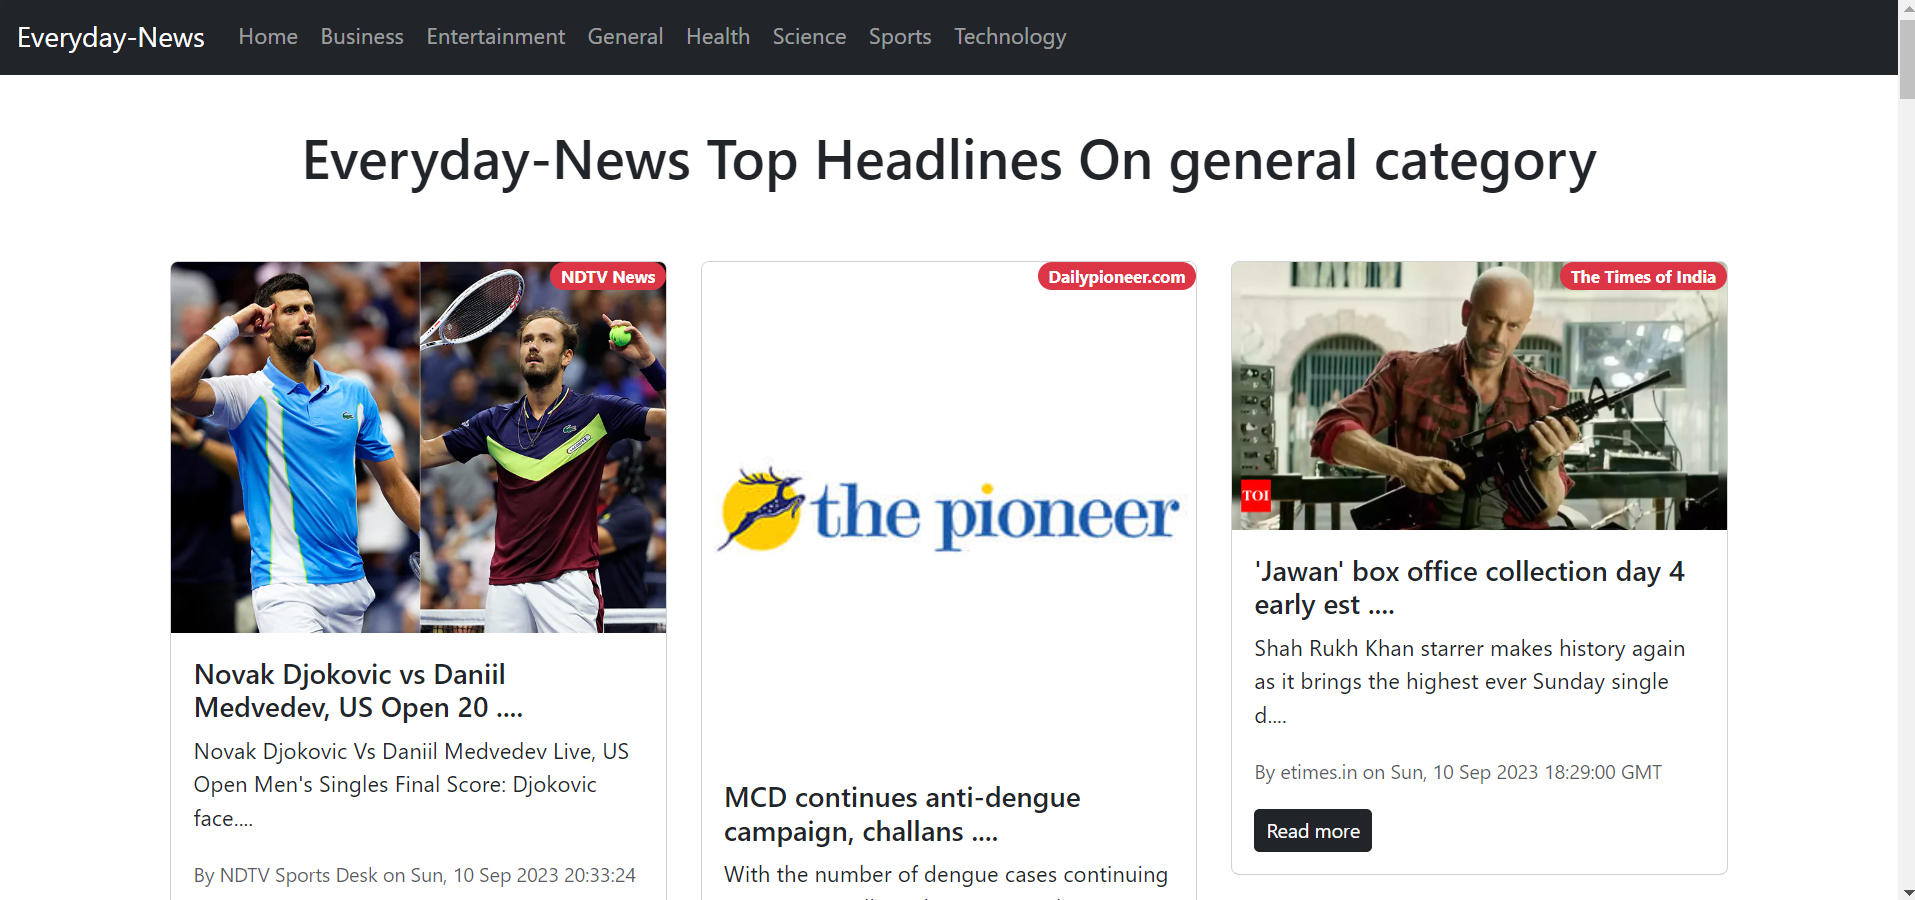 Everyday-News Home Business Entertainment General Health Science Sports Technology
Everyday-News Top Headlines On general category
NDTV News
Novak Djokovic vs Daniil
Medvedev, US Open 20 ....
Novak Djokovic Vs Daniil Medvedev Live, US
Open Men's Singles Final Score: Djokovic
face....
By NDTV Sports Desk on Sun, 10 Sep 2023 20:33:24
Dailypioneer.com
the pioneer
MCD continues anti-dengue
campaign, challans ....
With the number of dengue cases continuing
The Times of India
TOI
'Jawan' box office collection day 4
early est ....
Shah Rukh Khan starrer makes history again
as it brings the highest ever Sunday single
d....
By etimes.in on Sun, 10 Sep 2023 18:29:00 GMT
Read more